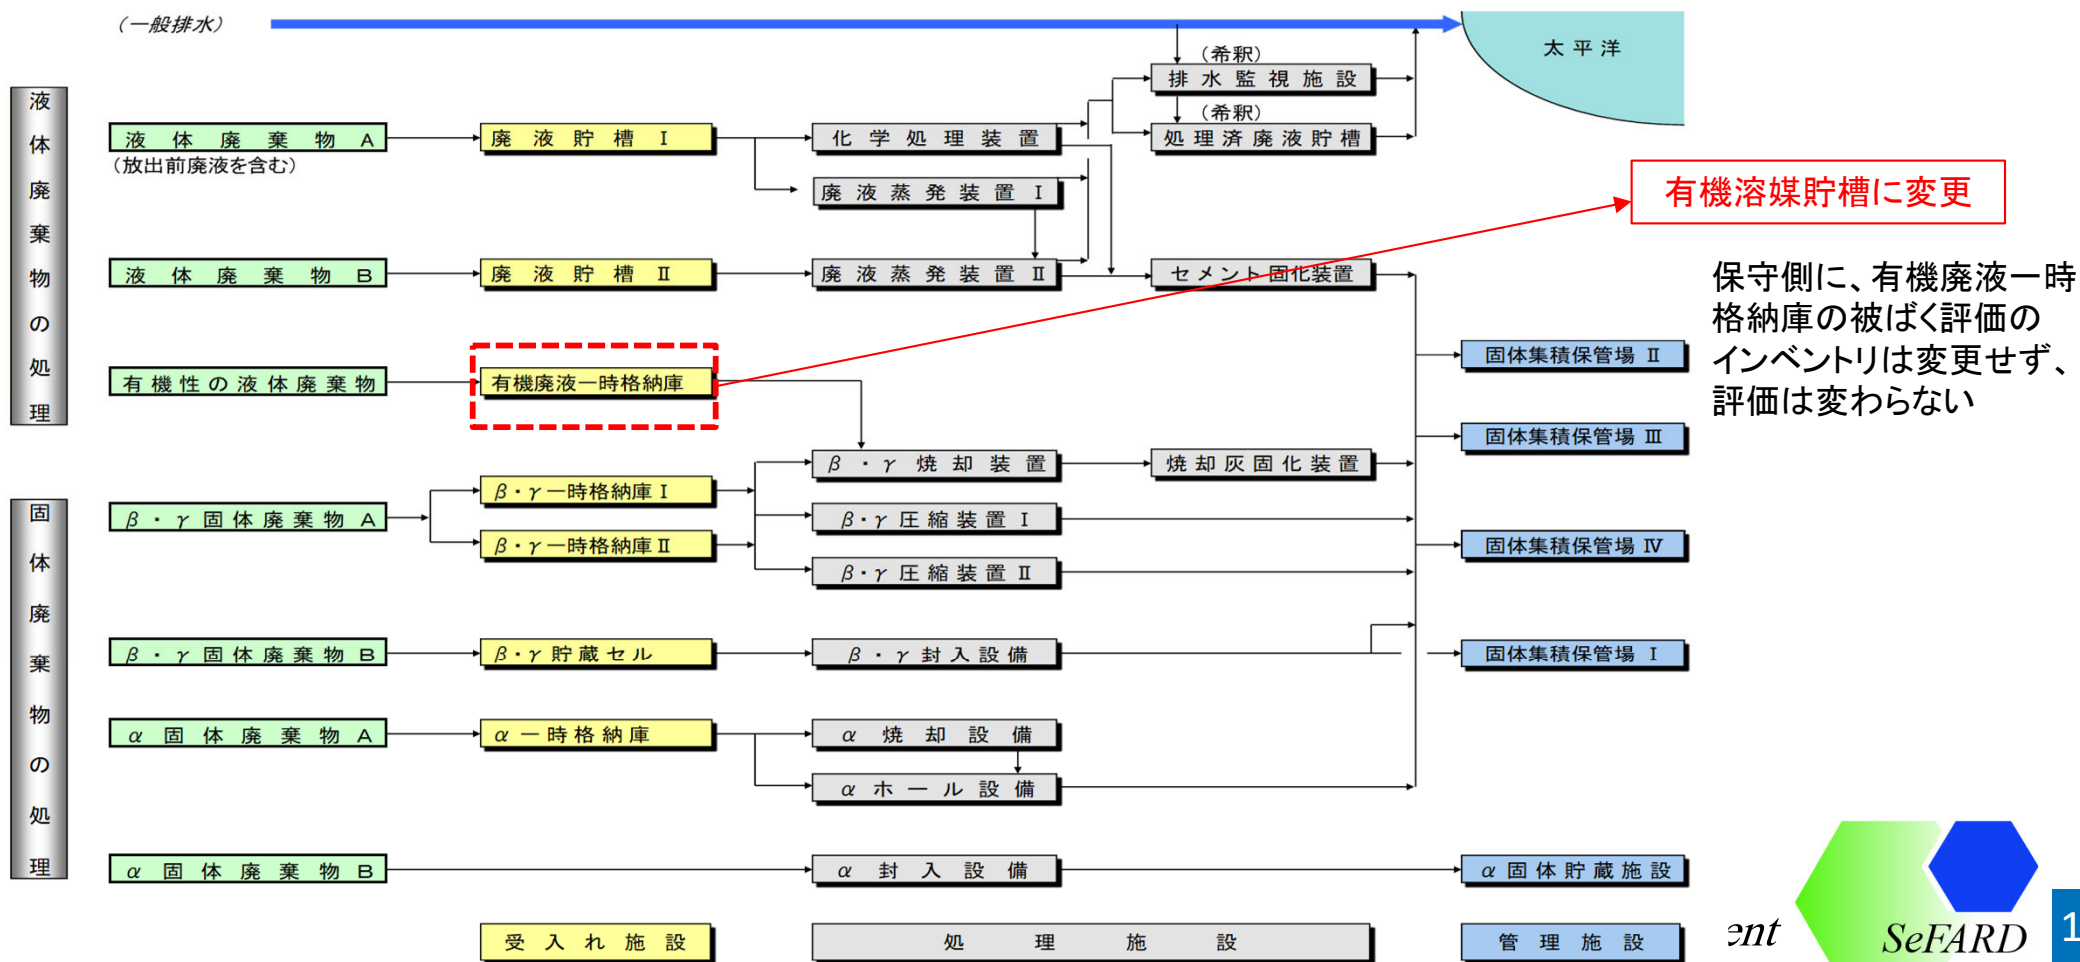 (一般排水)
太平洋
(希釈)
排水監視施設
(希釈)
液体廃棄物の処理
液体廃棄物A
(放出前廃液を含む)
廃液貯槽Ⅰ
化学処理装置
処理済廃液貯槽
廃液蒸発装置Ⅰ
有機溶媒貯槽に変更
液体廃棄物B
廃液貯槽Ⅱ
廃液蒸発装置Ⅱ
セメント固化装置
保守側に、有機廃液一時
格納庫の被ばく評価の
インベントリは変更せず、
評価は変わらない
固体集積保管場Ⅱ
有機性の液体廃棄物
有機廃液一時格納庫
固体集積保管場Ⅲ
β・γ焼却装置
焼却灰固化装置
固体廃棄物の処理
β・γ一時格納庫Ⅰ
β・γ固体廃棄物A
β・γ圧縮装置Ⅰ
β・γ一時格納庫Ⅱ
固体集積保管場Ⅳ
β・γ圧縮装置Ⅱ
β・γ固体廃棄物B
β・γ貯蔵セル
β・γ封入設備
固体集積保管場Ⅰ
α固体廃棄物A
α一時格納庫
α焼却設備
αホール設備
α固体廃棄物B
α封入設備
α固体貯蔵施設
受入れ施設
処理施設
管理施設
ent
SeFARD
1